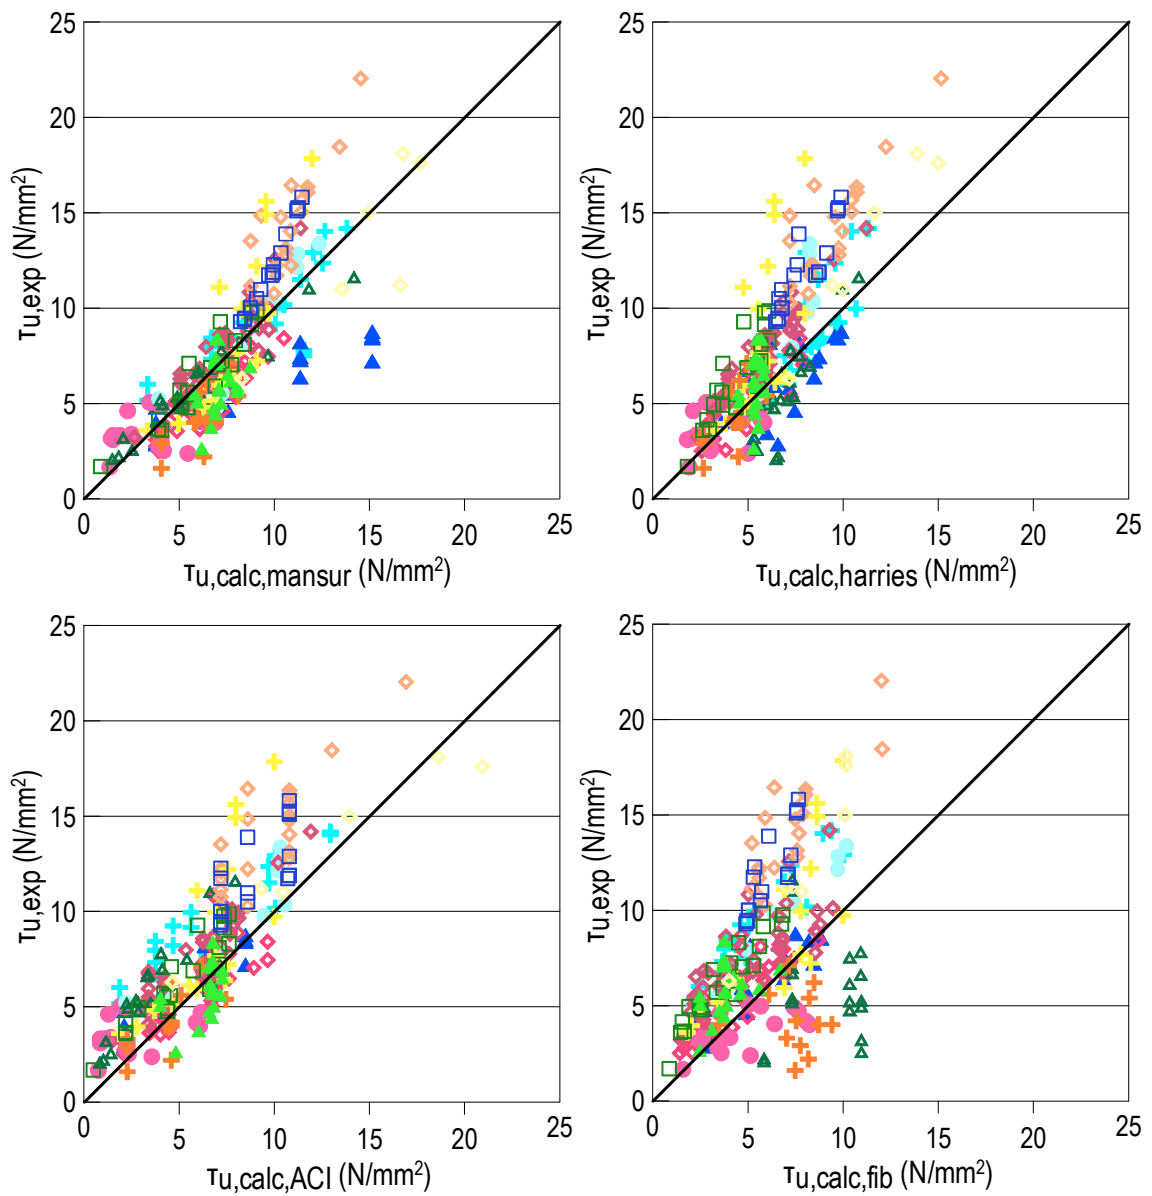 25
20
15
10
5
0
τu,exp (N/mm²)
0 5 10 15 20 25
τu,calc,mansur (N/mm²)
25
20
15
10
5
0
τu,exp (N/mm²)
0 5 10 15 20 25
τu,calc,harries (N/mm²)
25
20
15
10
5
0
τu,exp (N/mm²)
0 5 10 15 20 25
τu,calc,ACI (N/mm²)
25
20
15
10
5
0
τu,exp (N/mm²)
0 5 10 15 20 25
τu,calc,fib (N/mm²)